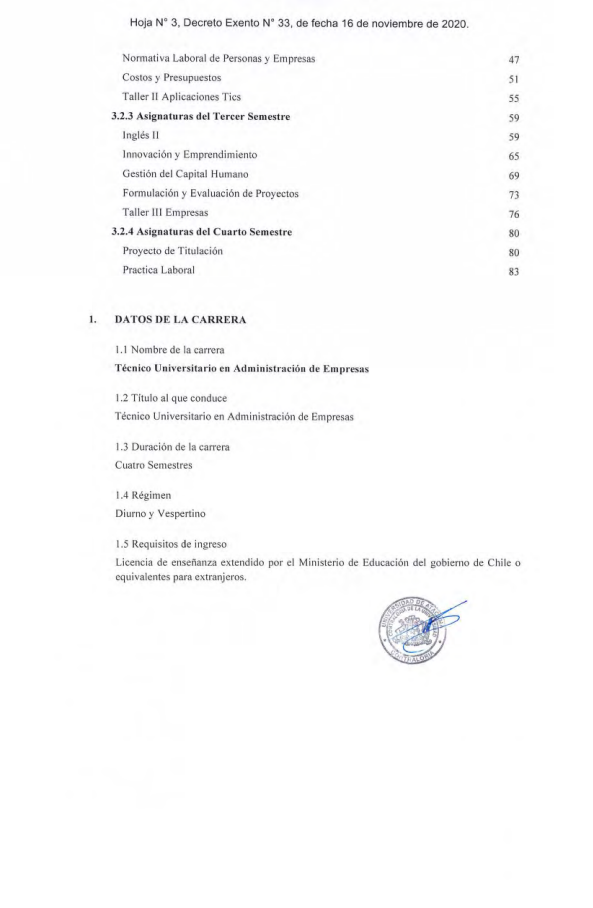 Hoja N° 3, Decreto Exento N° 33, de fecha 16 de noviembre de 2020.
Normativa Laboral de Personas y Empresas 47
Costos y Presupuestos 51
Taller II Aplicaciones Tics 55
3.2.3 Asignaturas del Tercer Semestre 59
Inglés II 59
Innovación y Emprendimiento 65
Gestión del Capital Humano 69
Formulación y Evaluación de Proyectos 73
Taller III Empresas 76
3.2.4 Asignaturas del Cuarto Semestre 80
Proyecto de Titulación 80
Practica Laboral 83
1. DATOS DE LA CARRERA
1.1 Nombre de la carrera
Técnico Universitario en Administración de Empresas
1.2 Título al que conduce
Técnico Universitario en Administración de Empresas
1.3 Duración de la carrera
Cuatro Semestres
1.4 Régimen
Diurno y Vespertino
1.5 Requisitos de ingreso
Licencia de enseñanza extendido por el Ministerio de Educación del gobierno de Chile o
equivalentes para extranjeros.
UNIVERSIDAD DE